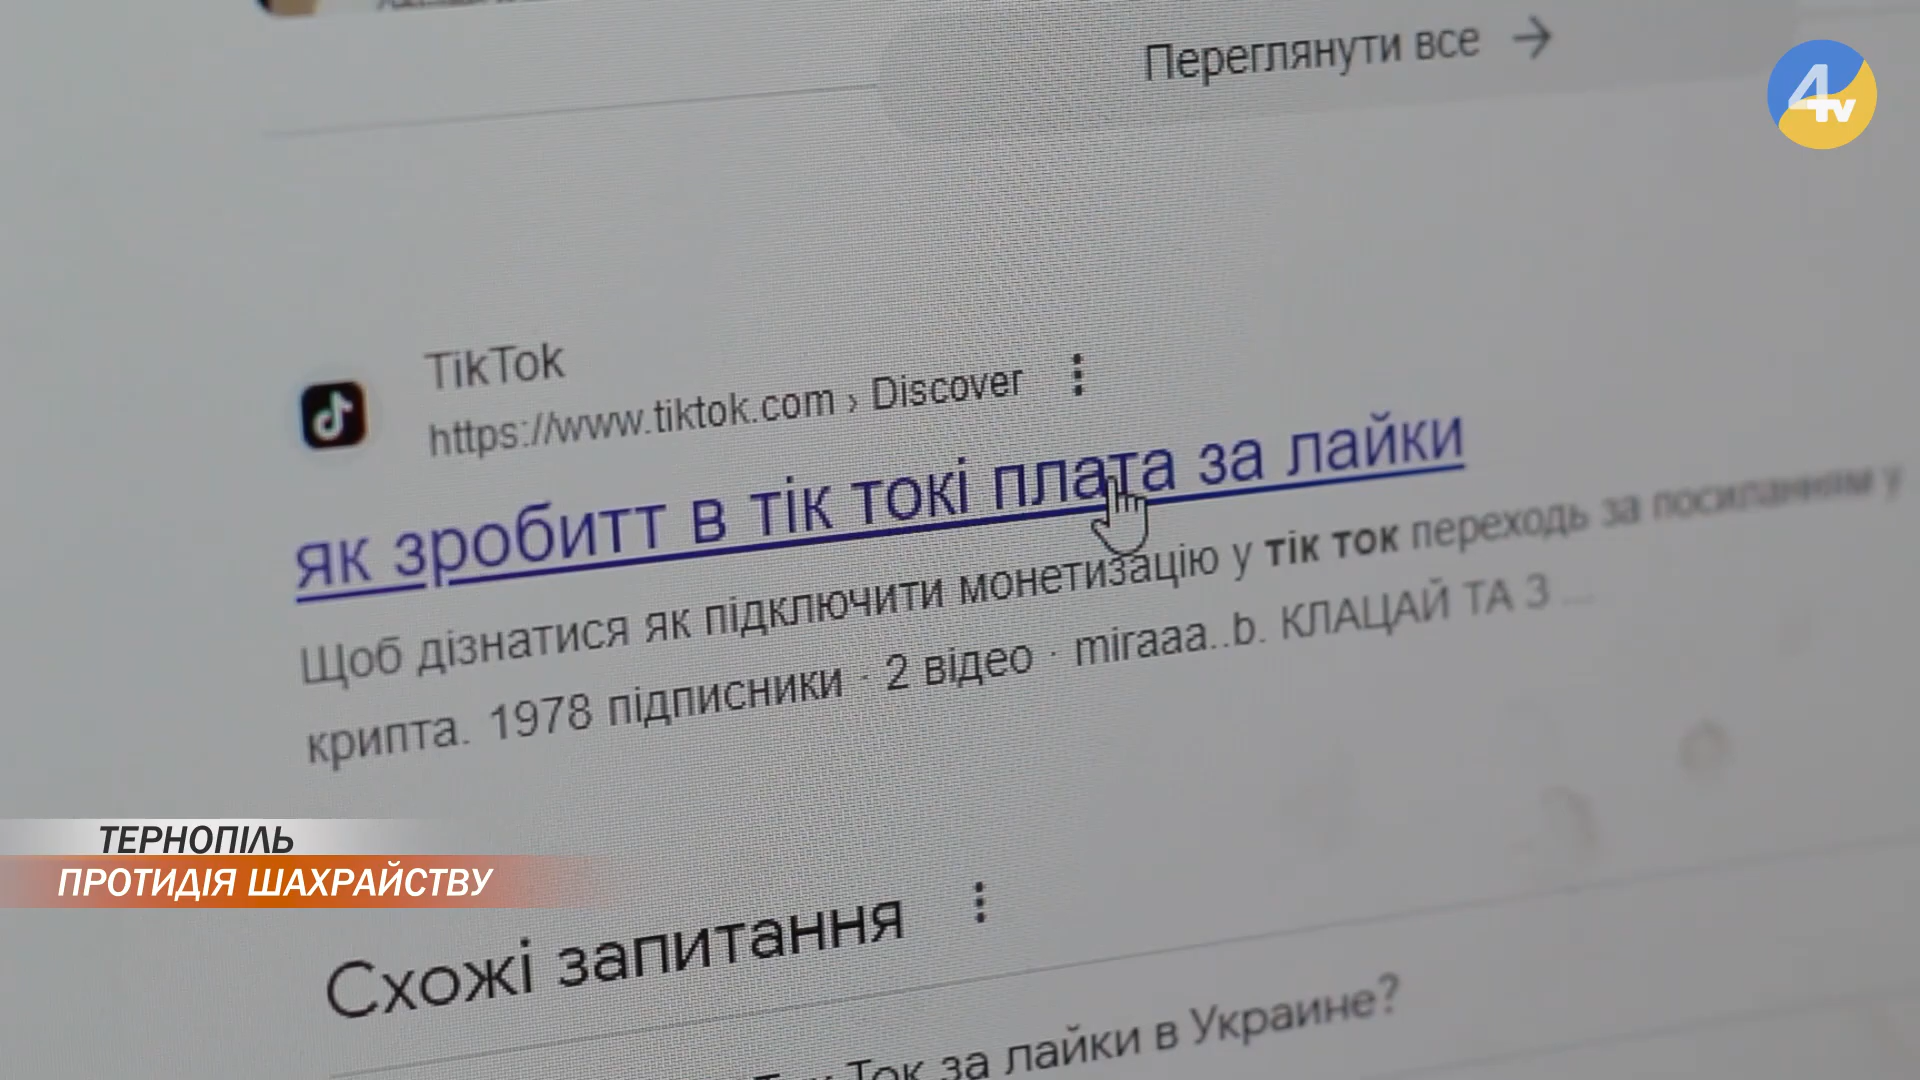 Переглянути все
4tv
TikTok
https://www.tiktok.com › Discover
як зробитт в тік токі плата за лайки
Щоб дізнатися як підключити монетизацію у тік ток переходь за посиланням у
крипта. 1978 підписники · 2 відео · miraaa..b. КЛАЦАЙ ТА З ...
ТЕРНОПІЛЬ
ПРОТИДІЯ ШАХРАЙСТВУ
Схожі запитання
Ток за лайки в Украине?